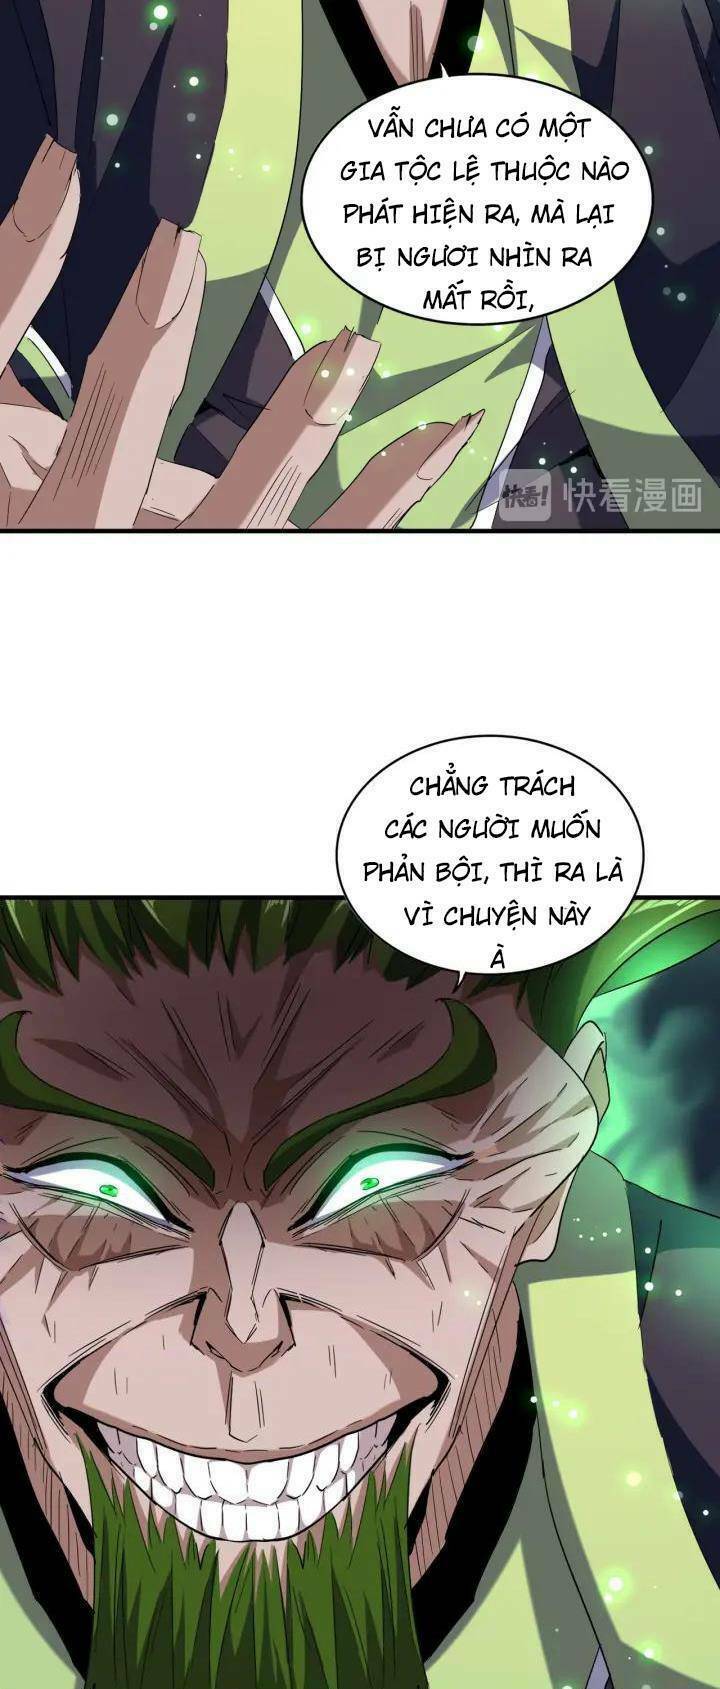 VẪN CHƯA CÓ MỘT
GIA TỘC LỆ THUỘC NÀO
PHÁT HIỆN RA, MÀ LẠI
BỊ NGƯƠI NHÌN RA
MẤT RỒI,
快看! 快看漫画
CHẲNG TRÁCH
CÁC NGƯỜI MUỐN
PHẢN BỘI, THÌ RA LÀ
VÌ CHUYỆN NÀY
À